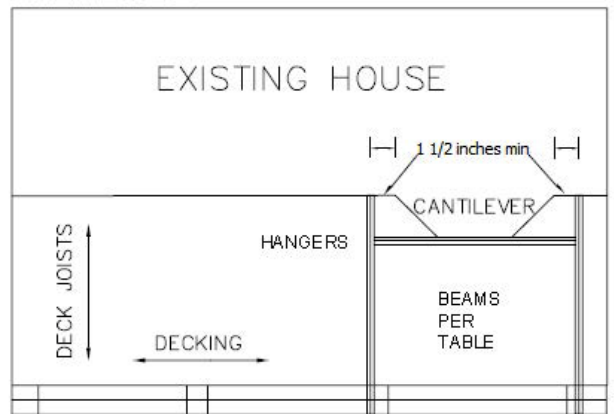 EXISTING HOUSE
1 1/2 inches min
CANTILEVER
HANGERS
DECK JOISTS
BEAMS
PER
TABLE
DECKING